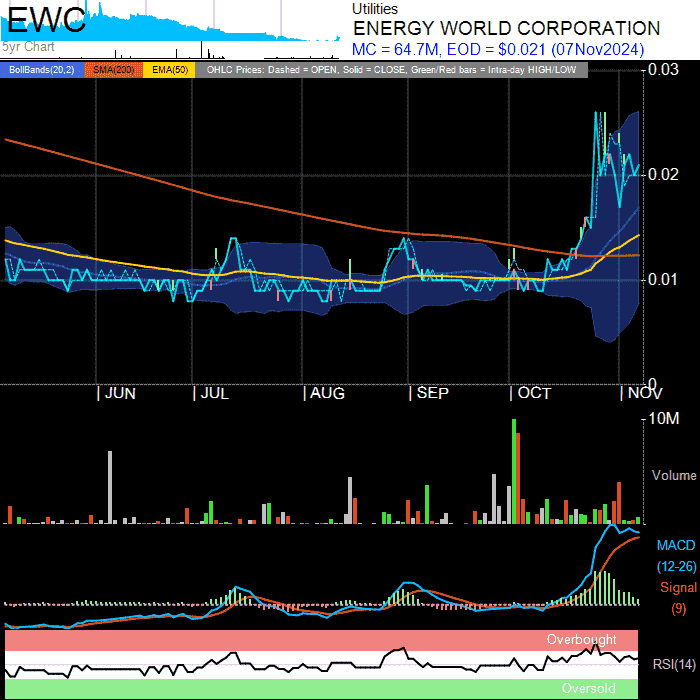 EWC
5yr Chart
Utilities
ENERGY WORLD CORPORATION
MC = 64.7M, EOD = $0.021 (07Nov2024)
BollBands(20,2) SMA(200) EMA(50) OHLC Prices: Dashed = OPEN, Solid = CLOSE, Green/Red bars = Intra-day HIGH/LOW
0.03
0.02
0.01
0
JUN JUL AUG SEP OCT NOV
10M
Volume
MACD
(12-26)
Signal
(9)
Overbought
RSI(14)
Oversold